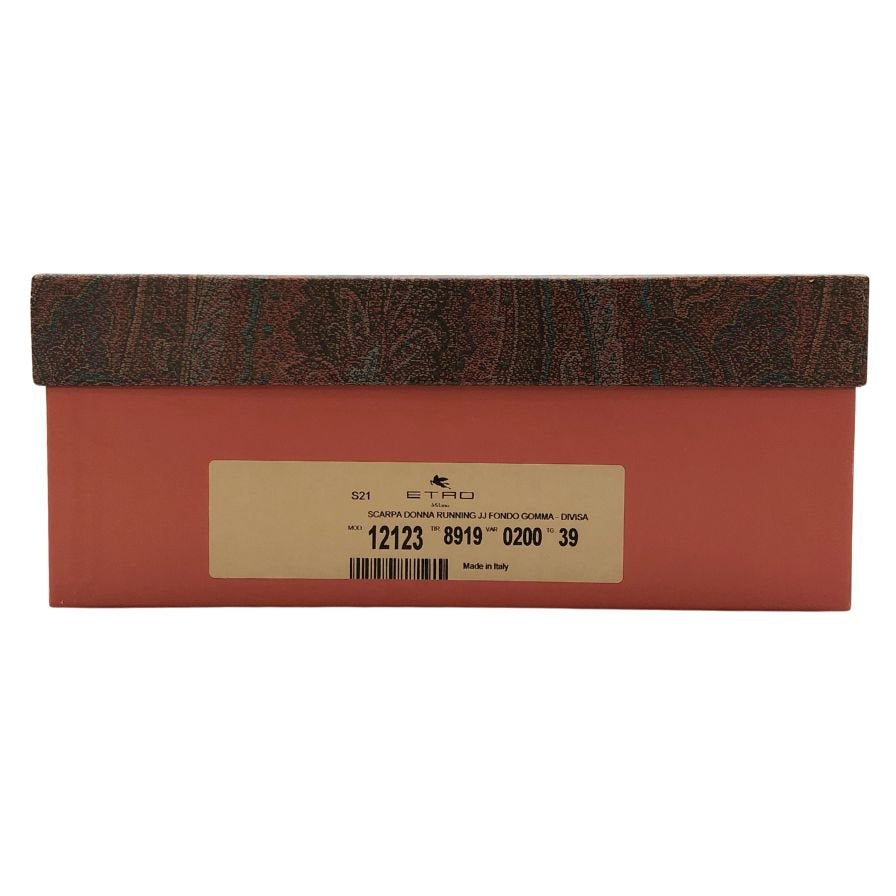 S21 ETRO
Milano
SCARPA DONNA RUNNING JJ FONDO GOMMA - DIVISA
MOD. 12123 TIR 8919 VAR 0200 TG. 39
Made in Italy